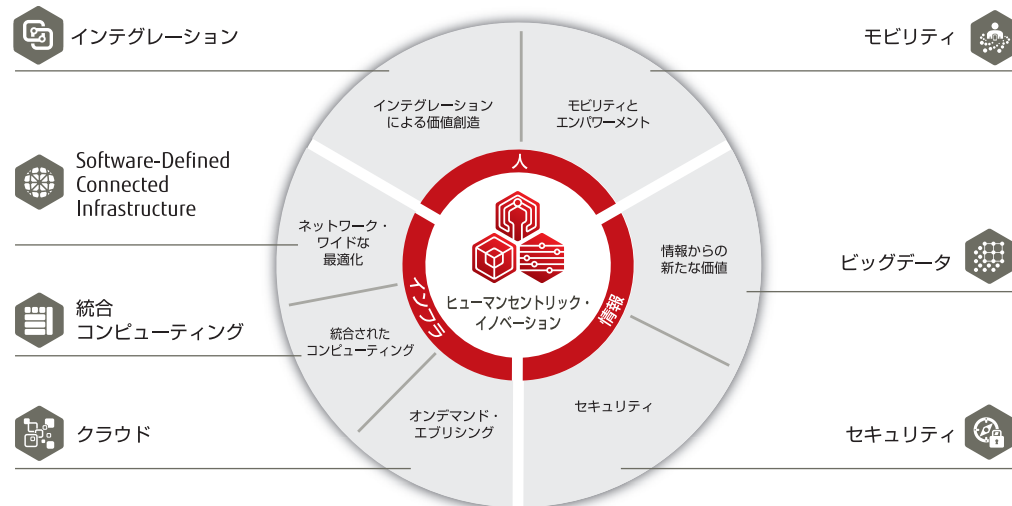 インテグレーション
モビリティ
インテグレーション
による価値創造
モビリティと
エンパワーメント
人
Software-Defined
Connected
Infrastructure
ネットワーク・
ワイドな
最適化
情報からの
新たな価値
ビッグデータ
ヒューマンセントリック・
イノベーション
インフラ
情報
統合
コンピューティング
統合された
コンピューティング
オンデマンド・
エブリシング
セキュリティ
クラウド
セキュリティ